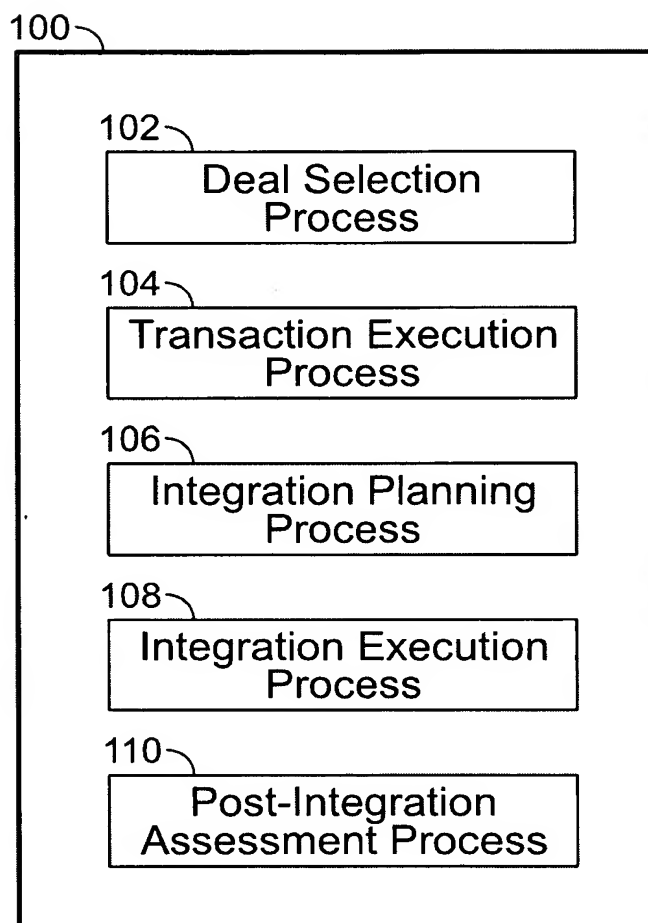 100
102
Deal Selection
Process
104
Transaction Execution
Process
106
Integration Planning
Process
108
Integration Execution
Process
110
Post-Integration
Assessment Process